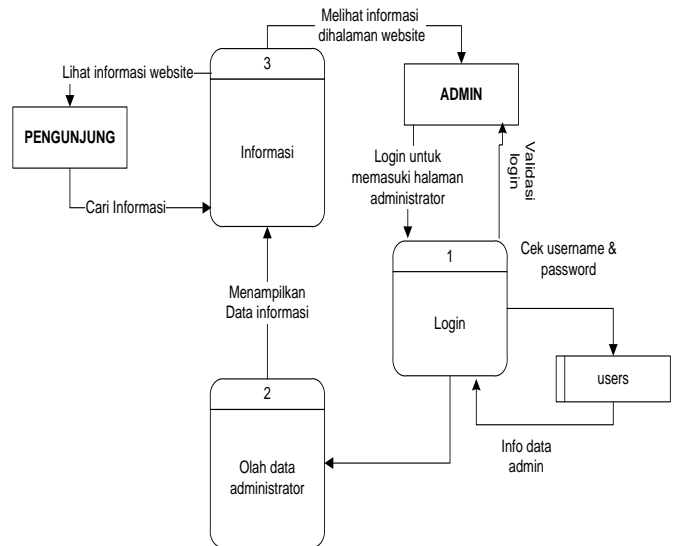 Melihat informasi
dihalaman website
3
Lihat informasi website
ADMIN
PENGUNJUNG
Informasi
Login untuk
memasuki halaman
administrator
Validasi
login
Cari Informasi
1
Cek username &
password
Menampilkan
Data informasi
Login
users
2
Info data
admin
Olah data
administrator